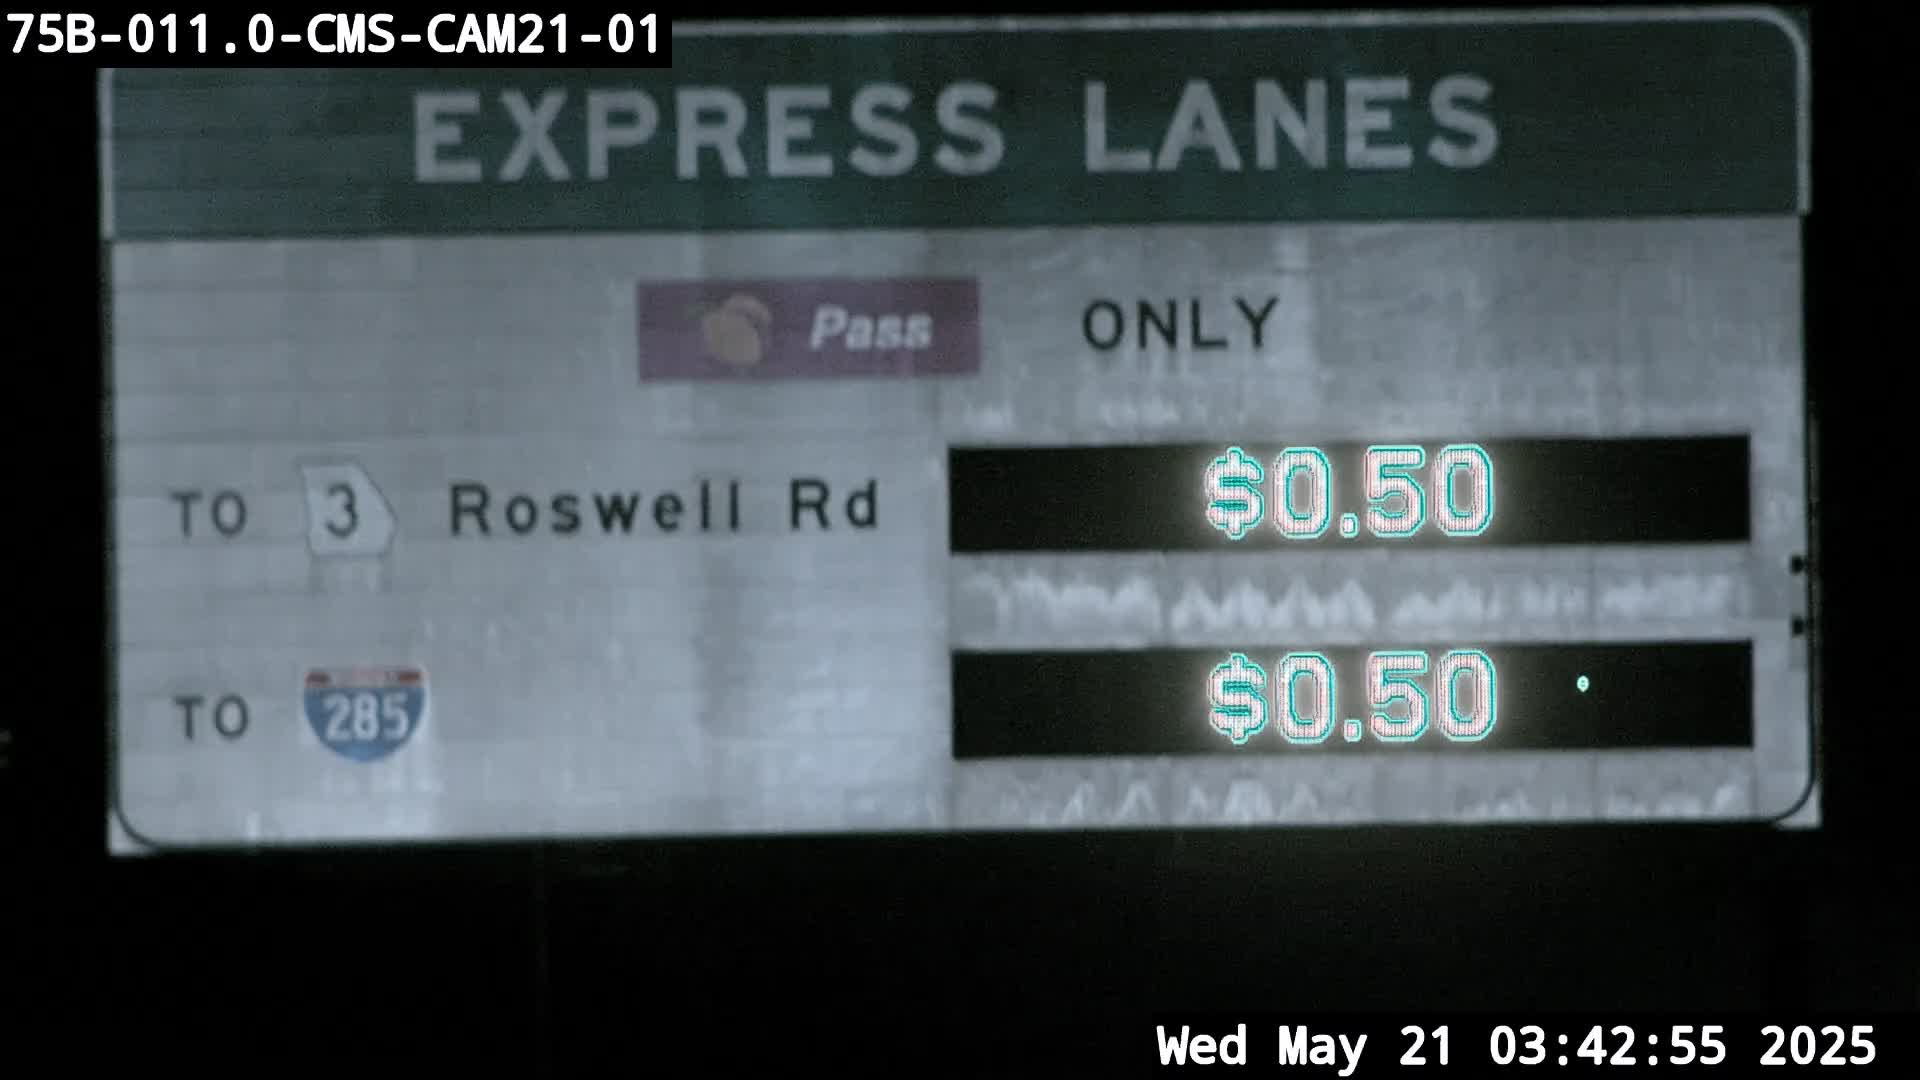 75B-011.0-CMS-CAM21-01
EXPRESS LANES
Pass ONLY
TO 3 Roswell Rd $0.50
TO 285 $0.50
Wed May 21 03:42:55 2025